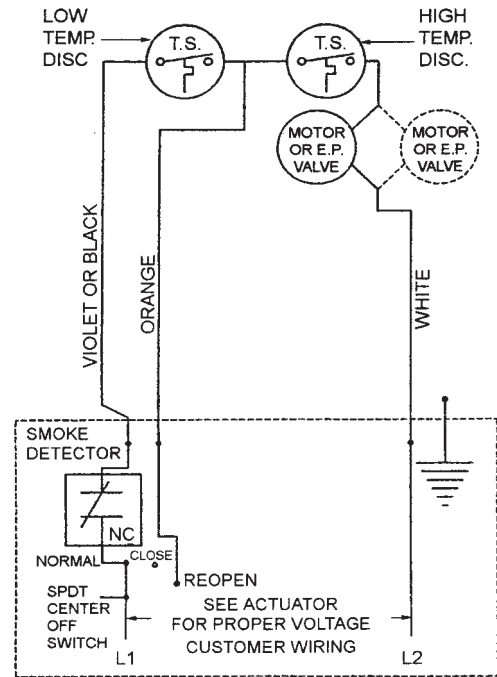 LOW
TEMP.
DISC
T.S.
T.S.
HIGH
TEMP.
DISC.
MOTOR
OR E.P.
VALVE
MOTOR
OR E.P.
VALVE
VIOLET OR BLACK
ORANGE
WHITE
SMOKE
DETECTOR
NC
NORMAL
CLOSE
REOPEN
SPDT
CENTER
OFF
SWITCH
SEE ACTUATOR
FOR PROPER VOLTAGE
CUSTOMER WIRING
L1
L2